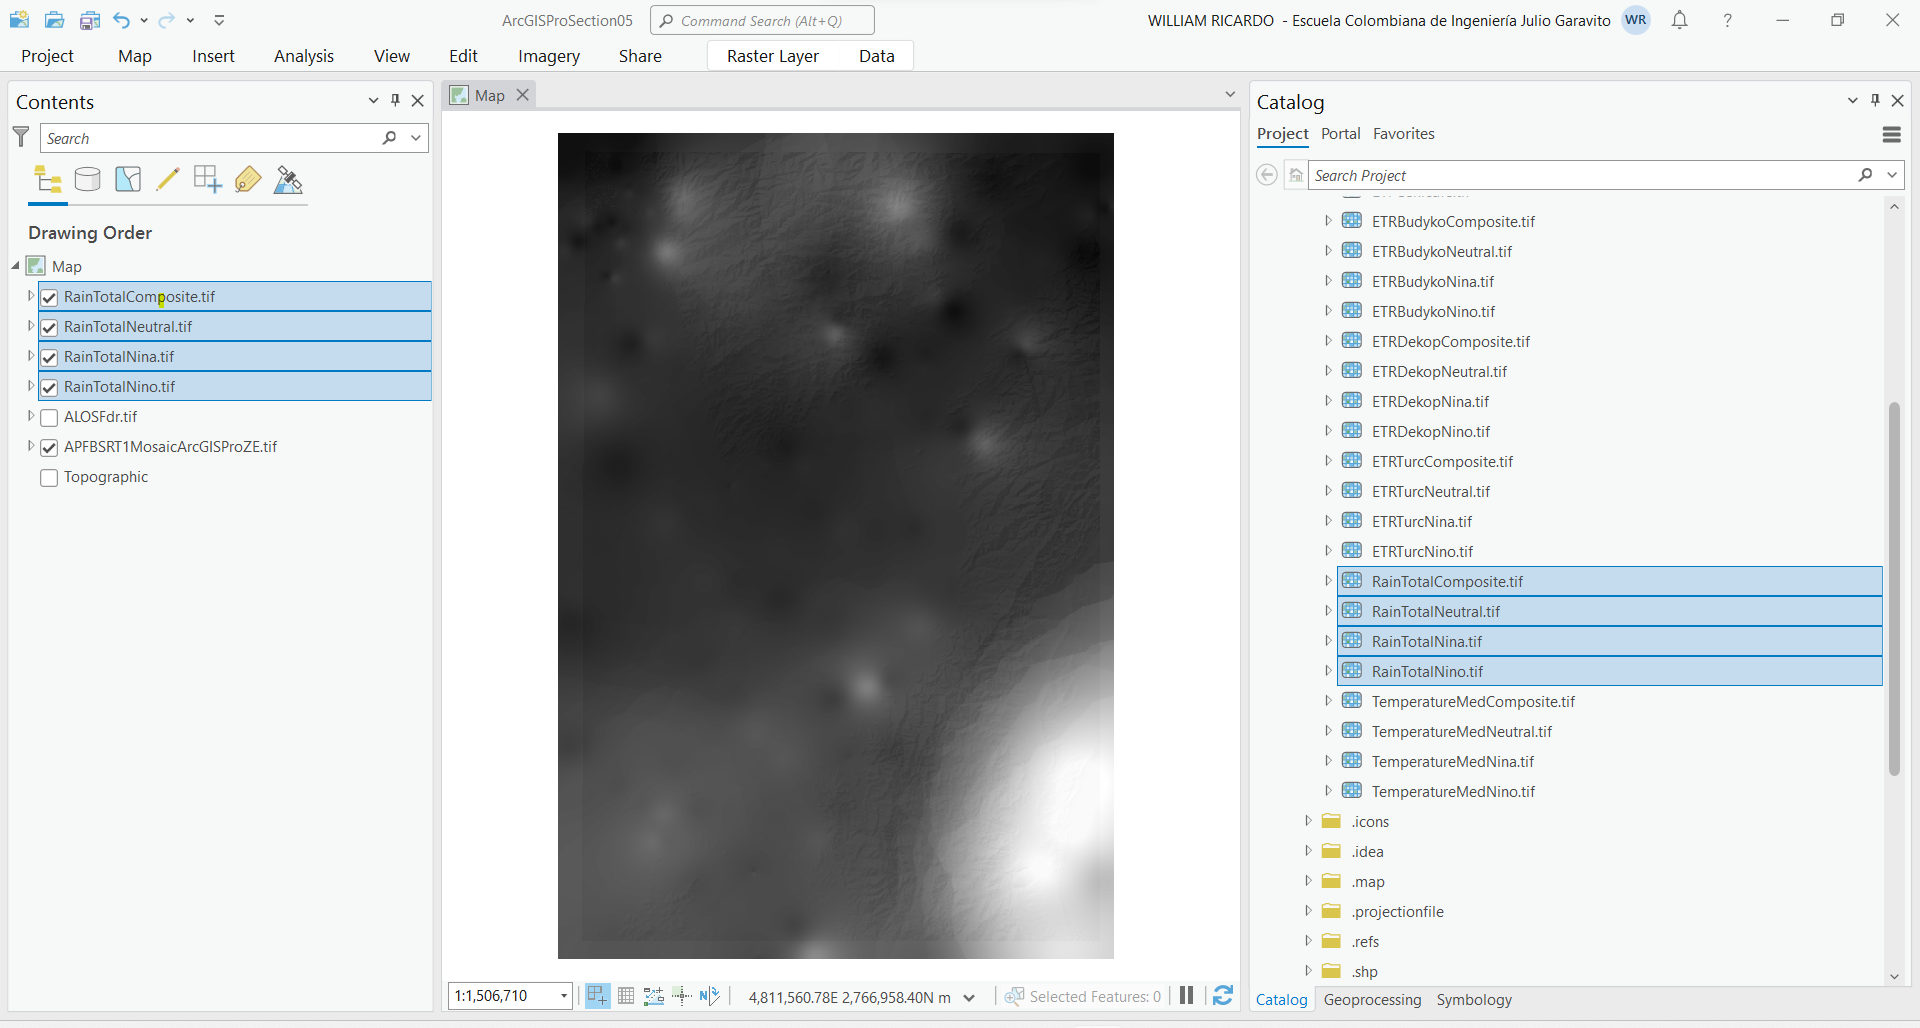 ArcGISProSection05
Command Search (Alt+Q)
WILLIAM RICARDO - Escuela Colombiana de Ingeniería Julio Garavito
WR
?
Project
Map
Insert
Analysis
View
Edit
Imagery
Share
Raster Layer
Data
Contents
Search
Drawing Order
Map
RainTotalComposite.tif
RainTotalNeutral.tif
RainTotalNina.tif
RainTotalNino.tif
ALOSFdr.tif
APFBSRT1MosaicArcGISProZE.tif
Topographic
Map
1:1,506,710
4,811,560.78E 2,766,958.40N m
Selected Features: 0
Catalog
Project
Portal
Favorites
Search Project
ETRBudykoComposite.tif
ETRBudykoNeutral.tif
ETRBudykoNina.tif
ETRBudykoNino.tif
ETRDekopComposite.tif
ETRDekopNeutral.tif
ETRDekopNina.tif
ETRDekopNino.tif
ETRTurcComposite.tif
ETRTurcNeutral.tif
ETRTurcNina.tif
ETRTurcNino.tif
RainTotalComposite.tif
RainTotalNeutral.tif
RainTotalNina.tif
RainTotalNino.tif
TemperatureMedComposite.tif
TemperatureMedNeutral.tif
TemperatureMedNina.tif
TemperatureMedNino.tif
.icons
.idea
.map
.projectionfile
.refs
.shp
Catalog
Geoprocessing
Symbology